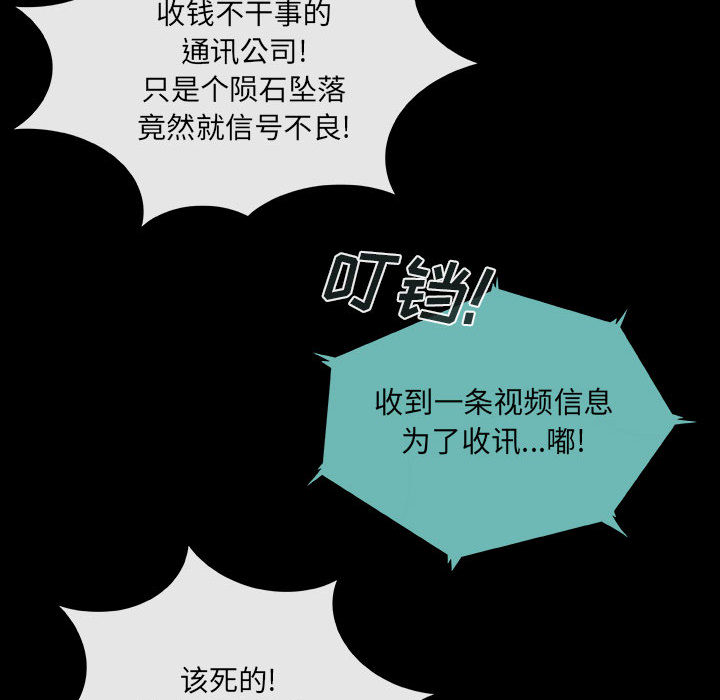 收钱不干事的
通讯公司!
只是个陨石坠落
竟然就信号不良!
叮铛!
收到一条视频信息
为了收讯...嘟!
该死的!